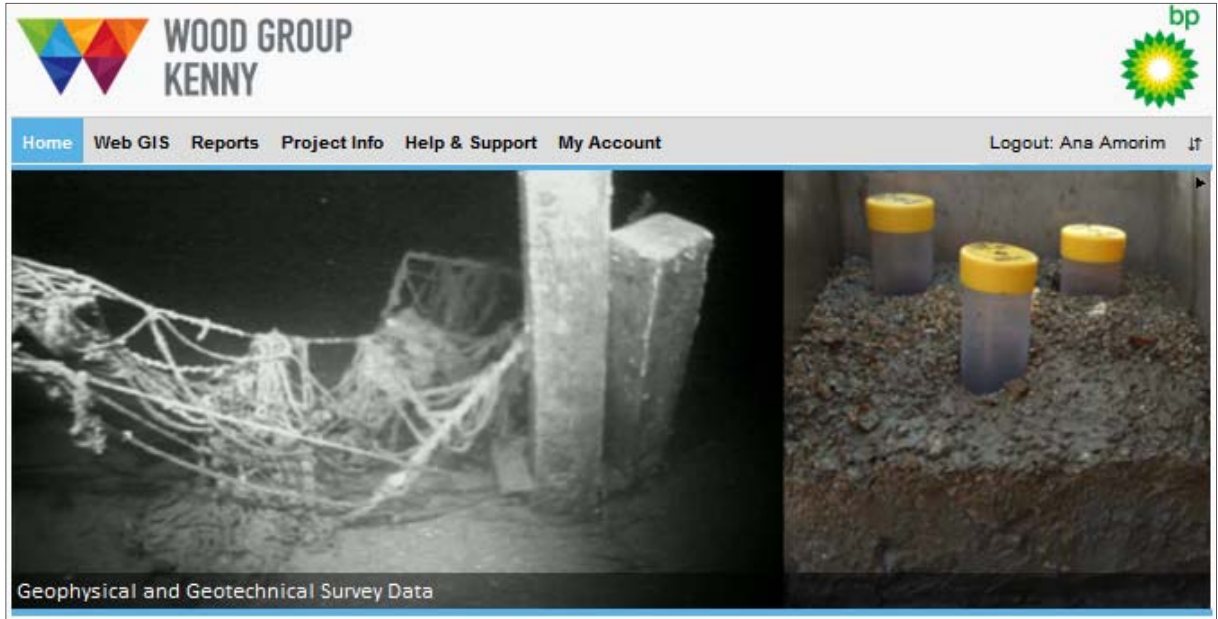 WOOD GROUP
KENNY
bp
Home Web GIS Reports Project Info Help & Support My Account Logout: Ana Amorim
Geophysical and Geotechnical Survey Data